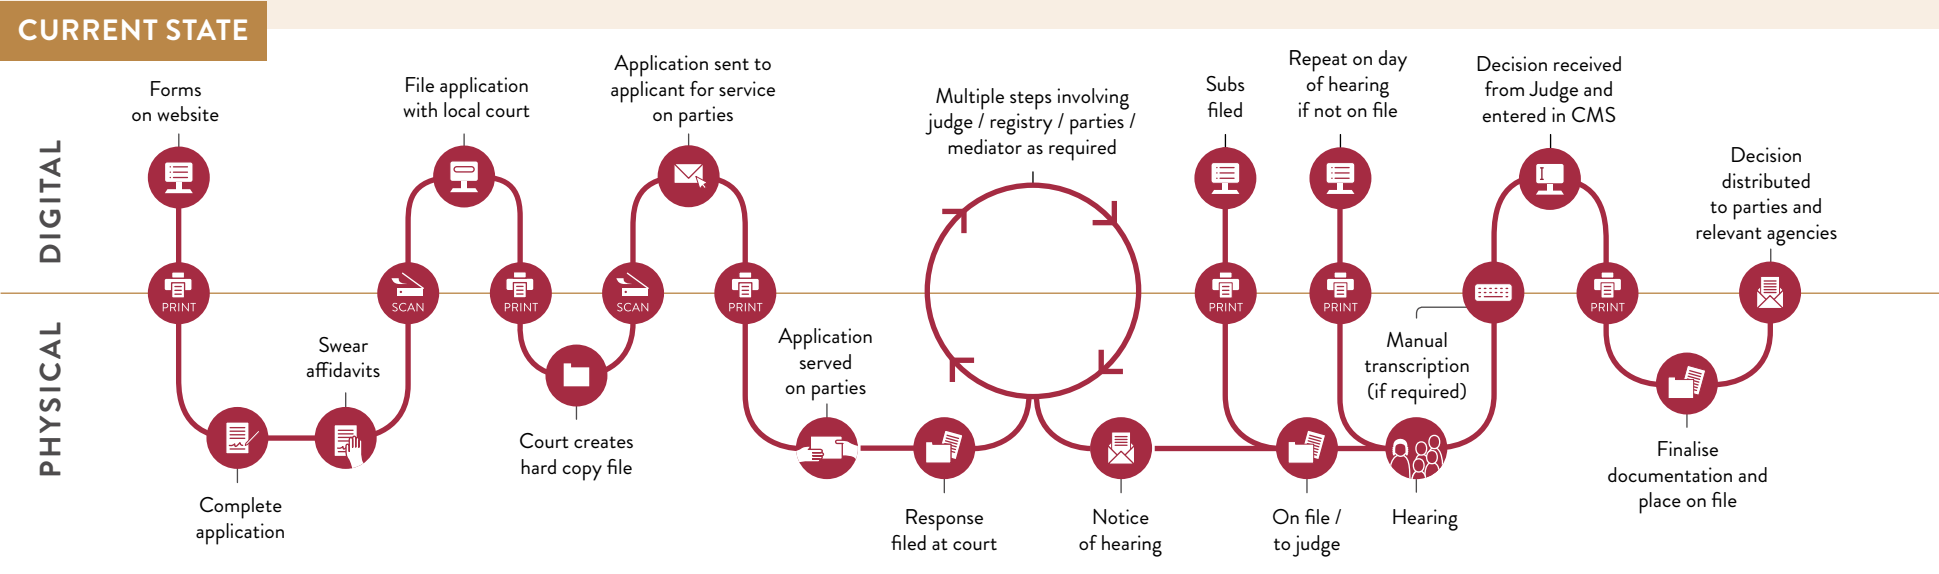 CURRENT STATE
DIGITAL
PHYSICAL
Forms
on website
PRINT
Complete
application
Swear
affidavits
SCAN
File application
with local court
PRINT
Court creates
hard copy file
SCAN
Application sent to
applicant for service
on parties
PRINT
Application
served
on parties
Response
filed at court
Multiple steps involving
judge / registry / parties /
mediator as required
Notice
of hearing
Subs
filed
PRINT
On file /
to judge
Repeat on day
of hearing
if not on file
PRINT
Hearing
Manual
transcription
(if required)
Decision received
from Judge and
entered in CMS
PRINT
Finalise
documentation and
place on file
Decision
distributed
to parties and
relevant agencies